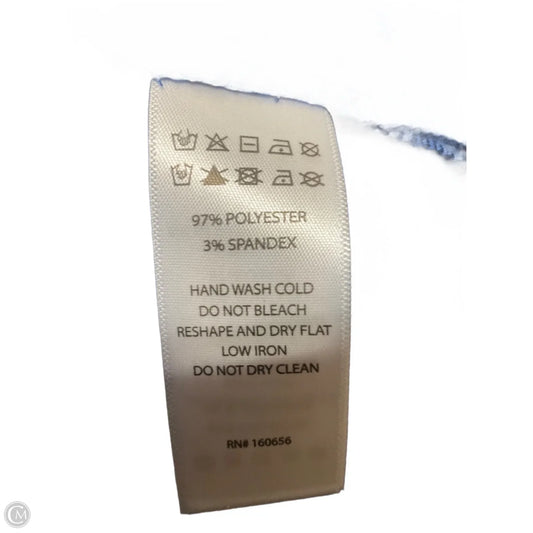 97% POLYESTER
3% SPANDEX
HAND WASH COLD
DO NOT BLEACH
RESHAPE AND DRY FLAT
LOW IRON
DO NOT DRY CLEAN
RN# 160656
CM